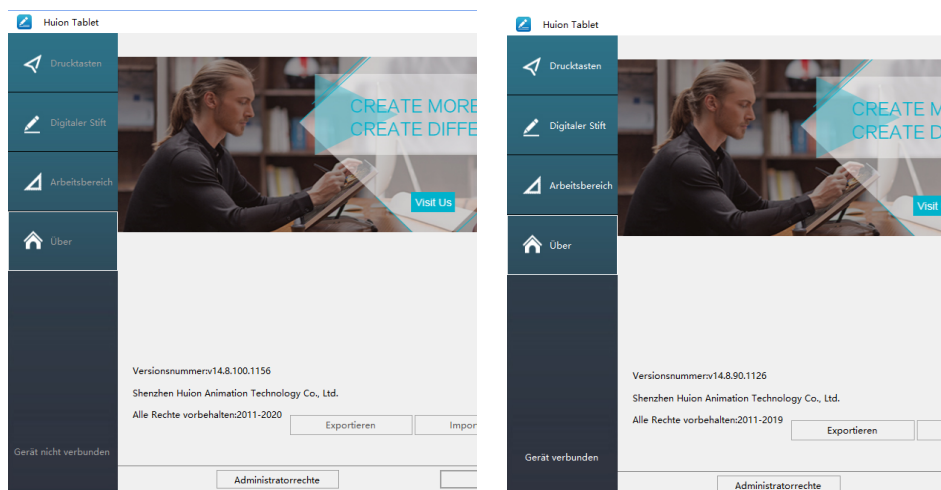 Huion Tablet
Drucktasten
Digitaler Stift
Arbeitsbereich
Über
CREATE MORE
CREATE DIFFE
Visit Us
Versionsnummer:v14.8.100.1156
Shenzhen Huion Animation Technology Co., Ltd.
Alle Rechte vorbehalten:2011-2020
Exportieren
Impor
Gerät nicht verbunden
Administratorrechte
Huion Tablet
Drucktasten
Digitaler Stift
Arbeitsbereich
Über
CREATE M
CREATE D
Visit
Versionsnummer:v14.8.90.1126
Shenzhen Huion Animation Technology Co., Ltd.
Alle Rechte vorbehalten:2011-2019
Exportieren
Gerät verbunden
Administratorrechte